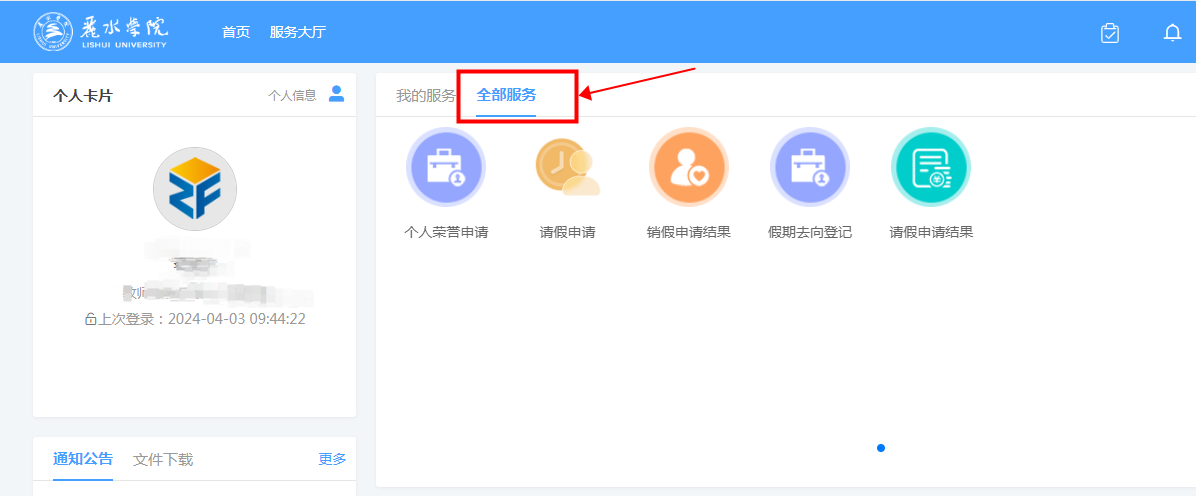 麗水学院
LISHUI UNIVERSITY
首页 服务大厅
个人卡片 个人信息
上次登录：2024-04-03 09:44:22
通知公告 文件下载 更多
我的服务 全部服务
个人荣誉申请 请假申请 销假申请结果 假期去向登记 请假申请结果